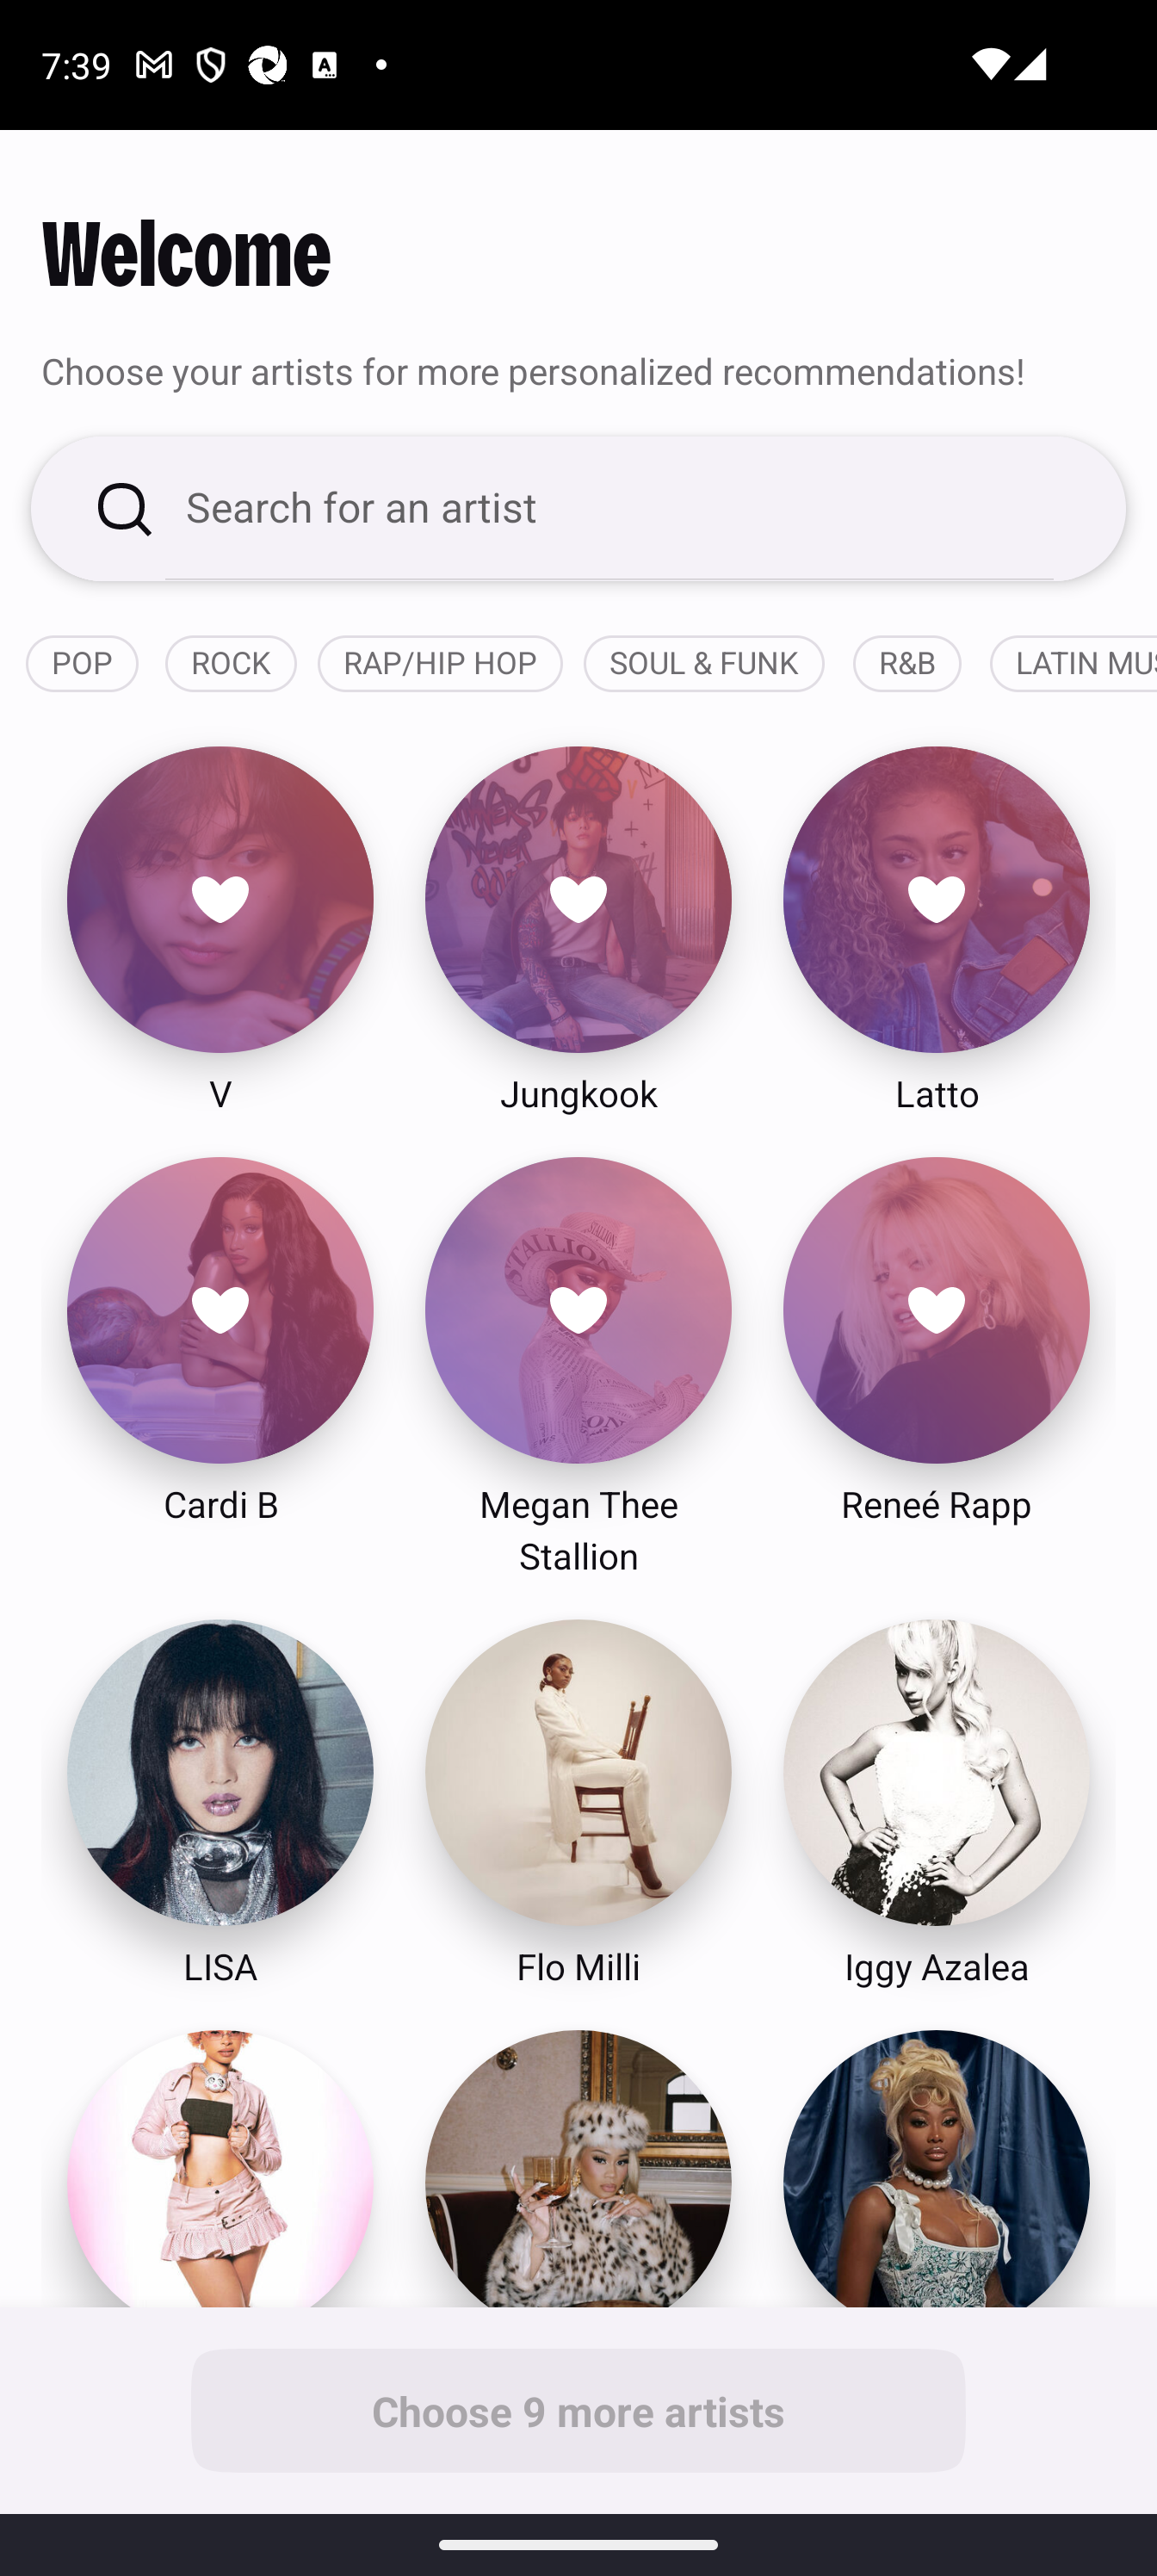 7:39
Welcome
Choose your artists for more personalized recommendations!
Search for an artist
POP ROCK RAP/HIP HOP SOUL & FUNK R&B LATIN MUS
V Jungkook Latto
STALLION
Cardi B Megan Thee Reneé Rapp
Stallion
LISA Flo Milli Iggy Azalea
Choose 9 more artists